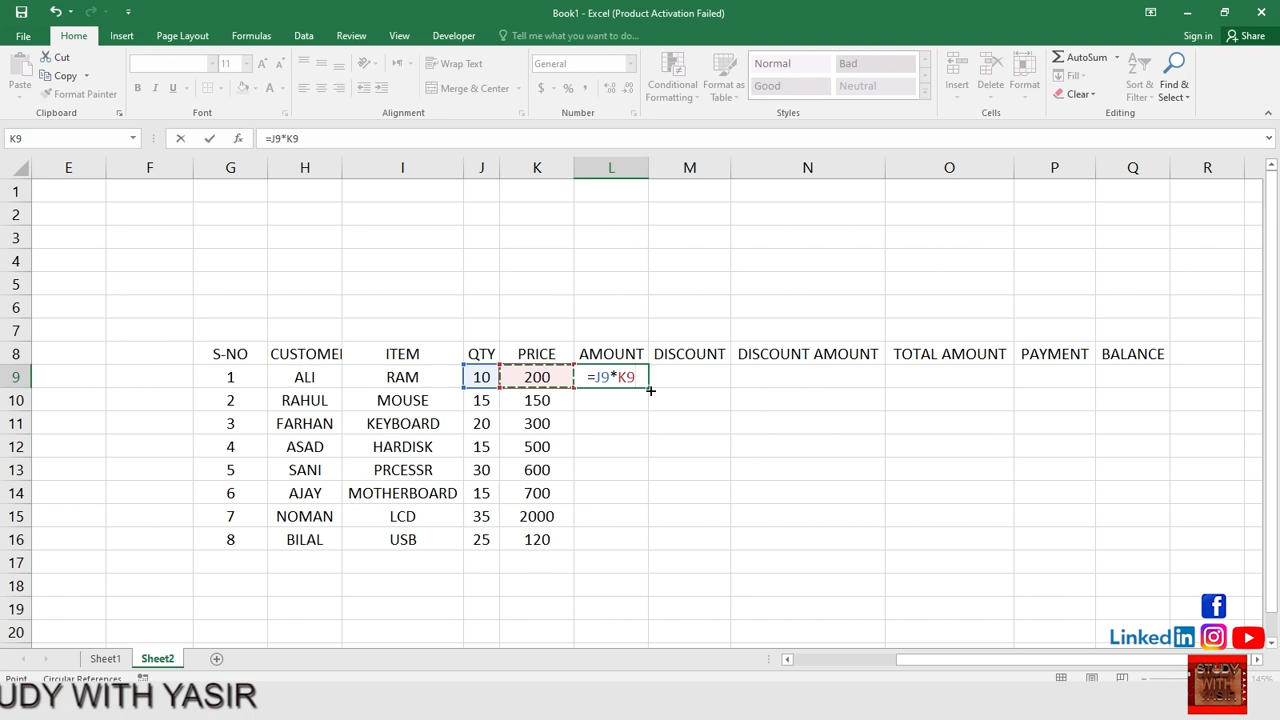 Book1 - Excel (Product Activation Failed)
File Home Insert Page Layout Formulas Data Review View Developer Tell me what you want to do... Sign in Share
Paste Cut Copy Format Painter Clipboard
11 B I U A Font
Wrap Text Merge & Center Alignment
General $ % , Number
Conditional Formatting Format as Table Normal Bad Good Neutral Styles
Insert Delete Format Cells
AutoSum Fill Clear Sort & Filter Find & Select Editing
K9 fx =J9*K9
E F G H I J K L M N O P Q R
1
2
3
4
5
6
7
8 S-NO CUSTOMER ITEM QTY PRICE AMOUNT DISCOUNT DISCOUNT AMOUNT TOTAL AMOUNT PAYMENT BALANCE
9 1 ALI RAM 10 200 =J9*K9
10 2 RAHUL MOUSE 15 150
11 3 FARHAN KEYBOARD 20 300
12 4 ASAD HARDISK 15 500
13 5 SANI PRCESSR 30 600
14 6 AJAY MOTHERBOARD 15 700
15 7 NOMAN LCD 35 2000
16 8 BILAL USB 25 120
17
18
19
20
Linked in
Sheet1 Sheet2
Point Circular References 145%
UDY WITH YASIR
STUDY
WITH
YASIR